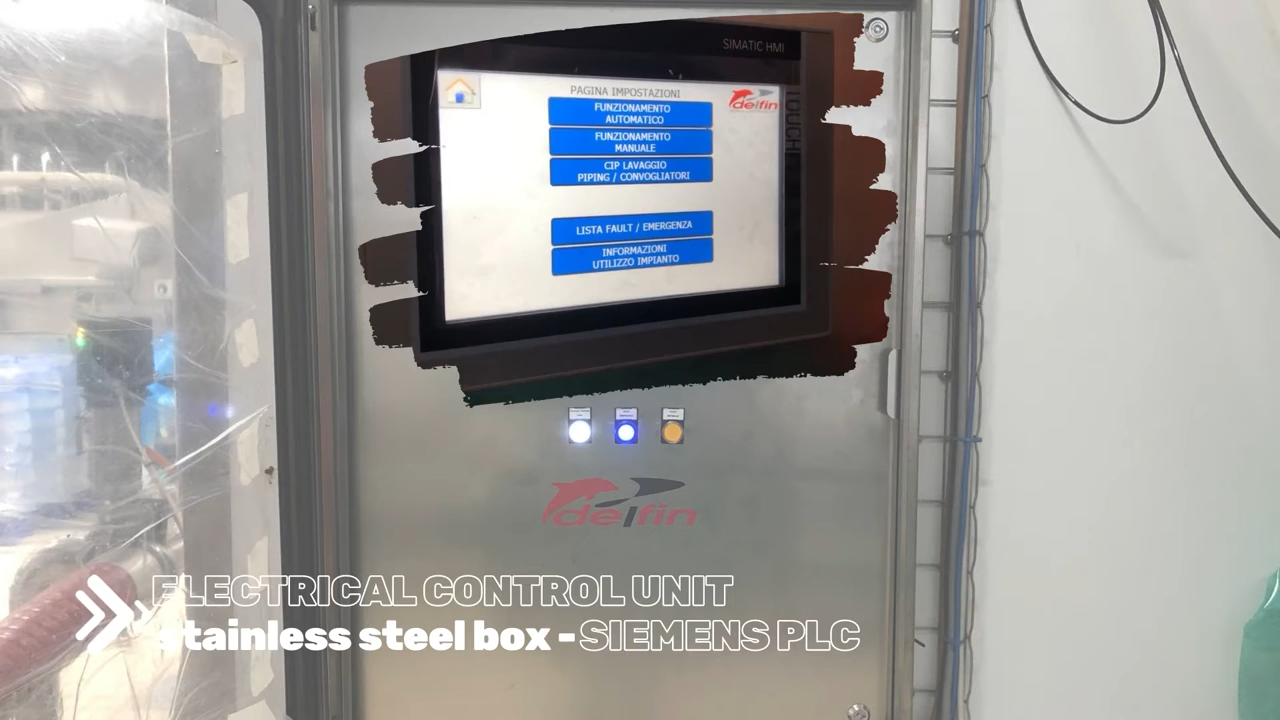 SIMATIC HMI
TOUCH
PAGINA IMPOSTAZIONI
delfin
FUNZIONAMENTO
AUTOMATICO
FUNZIONAMENTO
MANUALE
CIP LAVAGGIO
PIPING / CONVOGLIATORI
LISTA FAULT / EMERGENZA
INFORMAZIONI
UTILIZZO IMPIANTO
delfin
ELECTRICAL CONTROL UNIT
stainless steel box - SIEMENS PLC